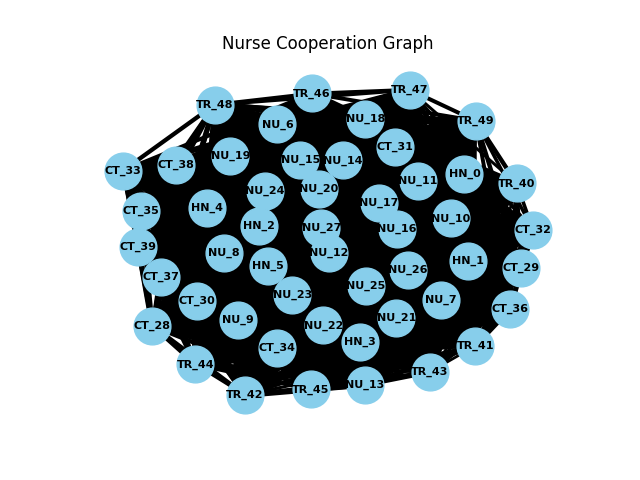 Nurse Cooperation Graph
TR_46
TR_47
TR_48
NU_18
TR_49
NU_6
CT_31
NU_19
NU_15
NU_14
CT_38
CT_33
HN_0
NU_11
TR_40
NU_24
NU_20
NU_17
HN_4
CT_35
NU_10
HN_2
NU_27
NU_16
CT_32
CT_39
NU_8
NU_12
HN_1
HN_5
CT_29
NU_26
CT_37
NU_25
NU_23
CT_30
NU_7
CT_36
NU_9
NU_21
CT_28
NU_22
HN_3
CT_34
TR_41
TR_44
TR_43
NU_13
TR_45
TR_42